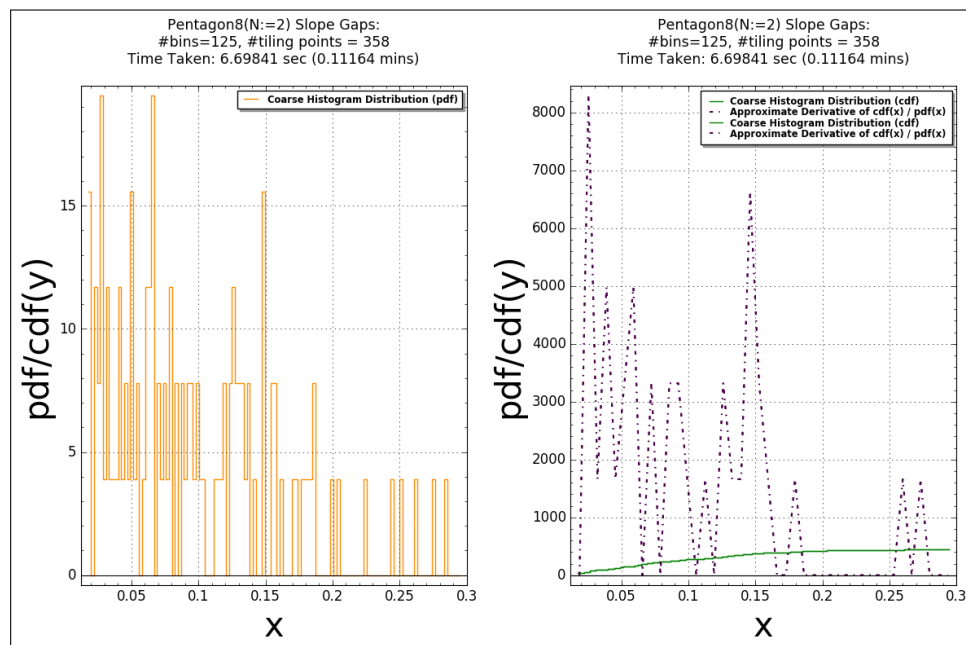 Pentagon8(N:=2) Slope Gaps:
#bins=125, #tiling points = 358
Time Taken: 6.69841 sec (0.11164 mins)
Coarse Histogram Distribution (pdf)
pdf/cdf(y)
15
10
5
0
0.05
0.1
0.15
0.2
0.25
0.3
x
Pentagon8(N:=2) Slope Gaps:
#bins=125, #tiling points = 358
Time Taken: 6.69841 sec (0.11164 mins)
Coarse Histogram Distribution (cdf)
Approximate Derivative of cdf(x) / pdf(x)
Coarse Histogram Distribution (cdf)
Approximate Derivative of cdf(x) / pdf(x)
pdf/cdf(y)
8000
7000
6000
5000
4000
3000
2000
1000
0
0.05
0.1
0.15
0.2
0.25
0.3
x